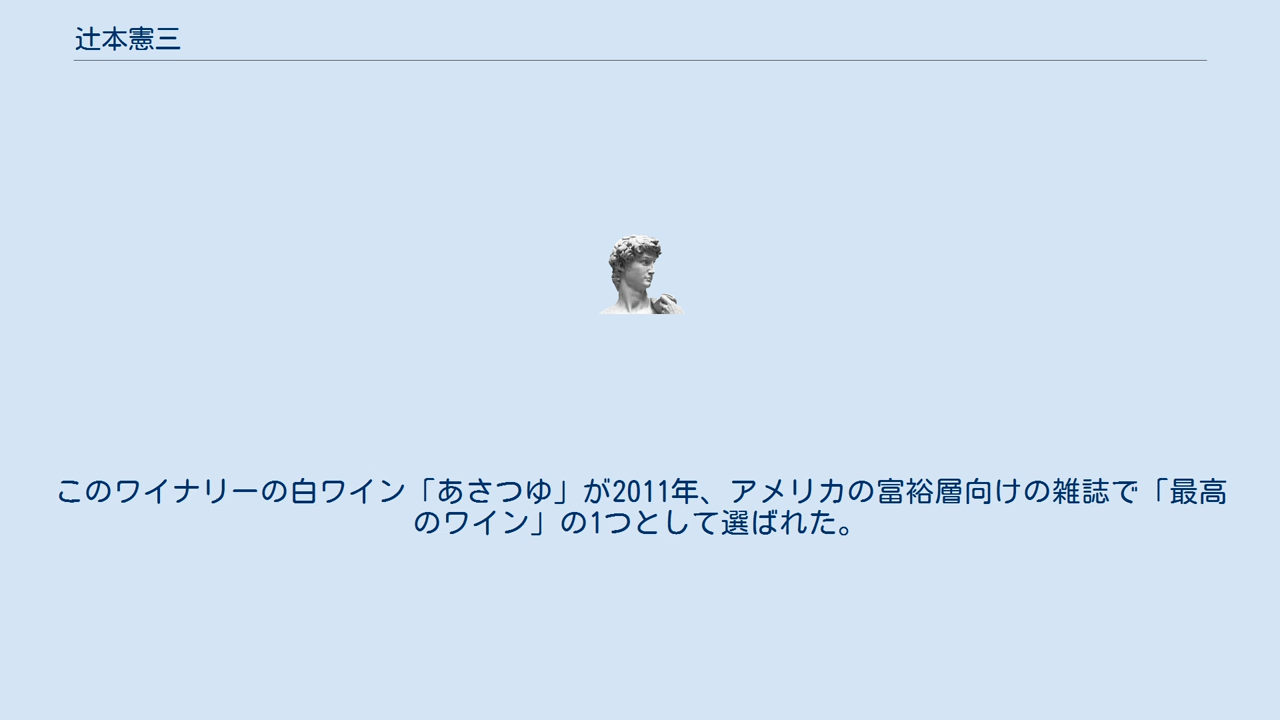 辻本憲三
このワイナリーの白ワイン「あさつゆ」が2011年、アメリカの富裕層向けの雑誌で「最高
のワイン」の1つとして選ばれた。